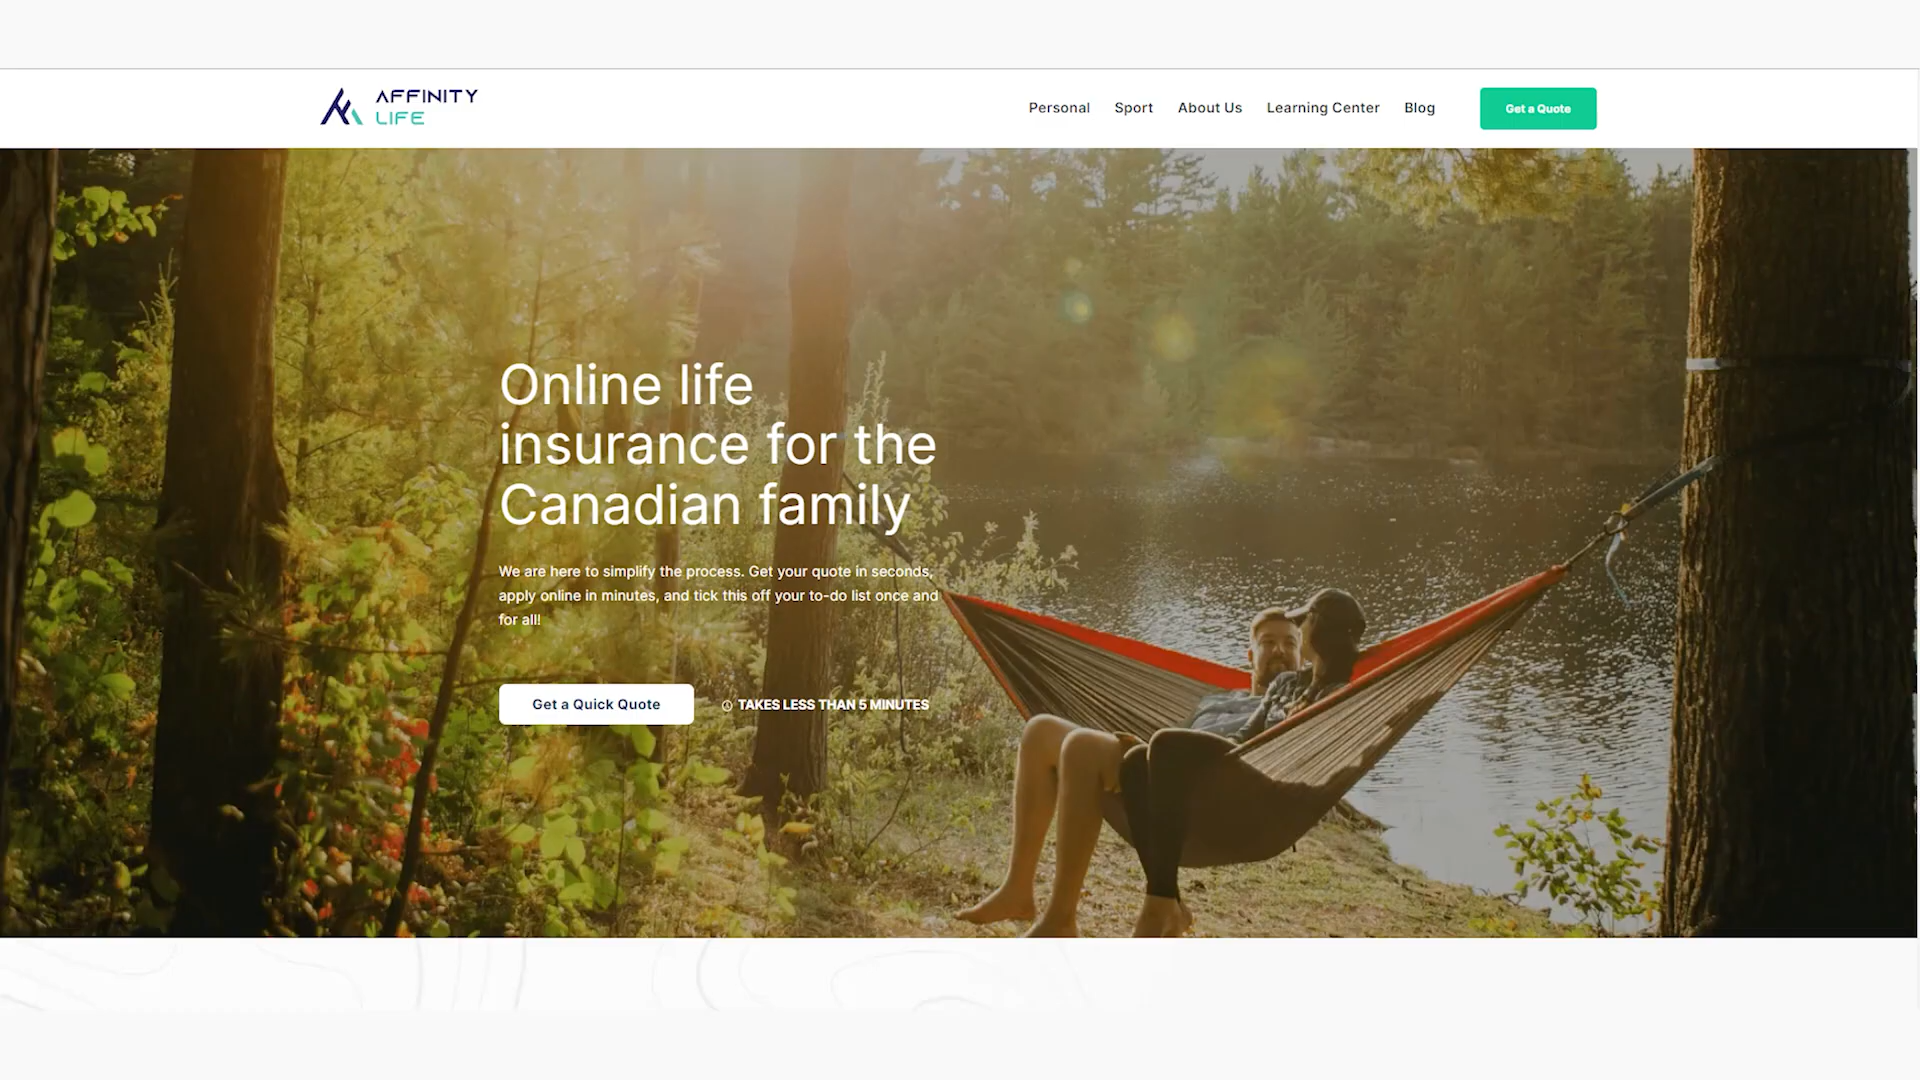 AFFINITY
LIFE
Personal
Sport
About Us
Learning Center
Blog
Get a Quote
Online life
insurance for the
Canadian family
We are here to simplify the process. Get your quote in seconds,
apply online in minutes, and tick this off your to-do list once and
for all!
Get a Quick Quote
TAKES LESS THAN 5 MINUTES